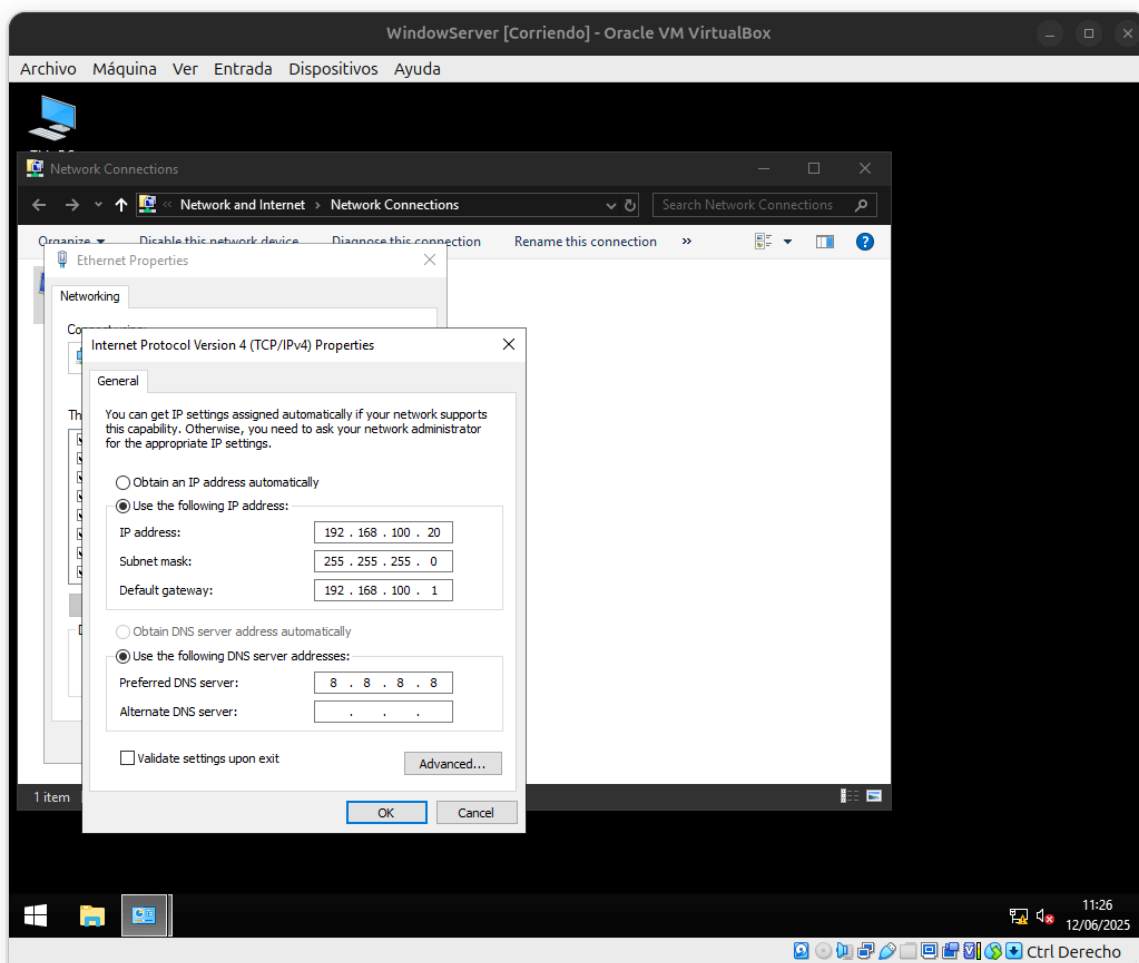 WindowServer [Corriendo] - Oracle VM VirtualBox
Archivo Máquina Ver Entrada Dispositivos Ayuda
Network Connections
« Network and Internet › Network Connections
Search Network Connections
Organize Disable this network device Diagnose this connection Rename this connection »
Ethernet Properties
Networking
Internet Protocol Version 4 (TCP/IPv4) Properties
General
You can get IP settings assigned automatically if your network supports
this capability. Otherwise, you need to ask your network administrator
for the appropriate IP settings.
Obtain an IP address automatically
Use the following IP address:
IP address: 192 . 168 . 100 . 20
Subnet mask: 255 . 255 . 255 . 0
Default gateway: 192 . 168 . 100 . 1
Obtain DNS server address automatically
Use the following DNS server addresses:
Preferred DNS server: 8 . 8 . 8 . 8
Alternate DNS server: . . .
Validate settings upon exit
Advanced...
1 item
OK Cancel
11:26
12/06/2025
Ctrl Derecho